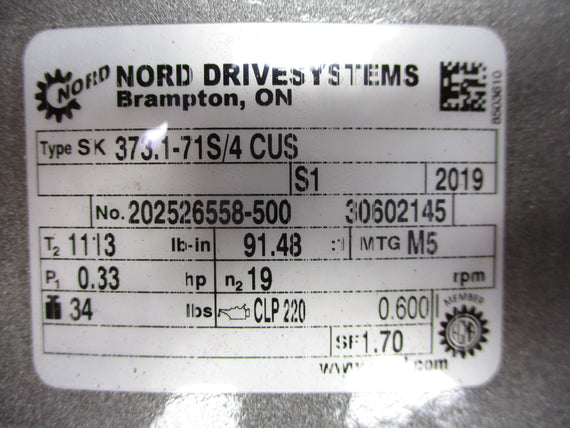 NORD NORD DRIVESYSTEMS
Brampton, ON
8503610
Type SK 373.1-71S/4 CUS
S1 2019
No. 202526558-500 30602145
T2 1113 lb-in 91.48 :1 MTG M5
P1 0.33 hp n2 19 rpm
34 lbs CLP 220 0.600 l
SF 1.70
MEMBER